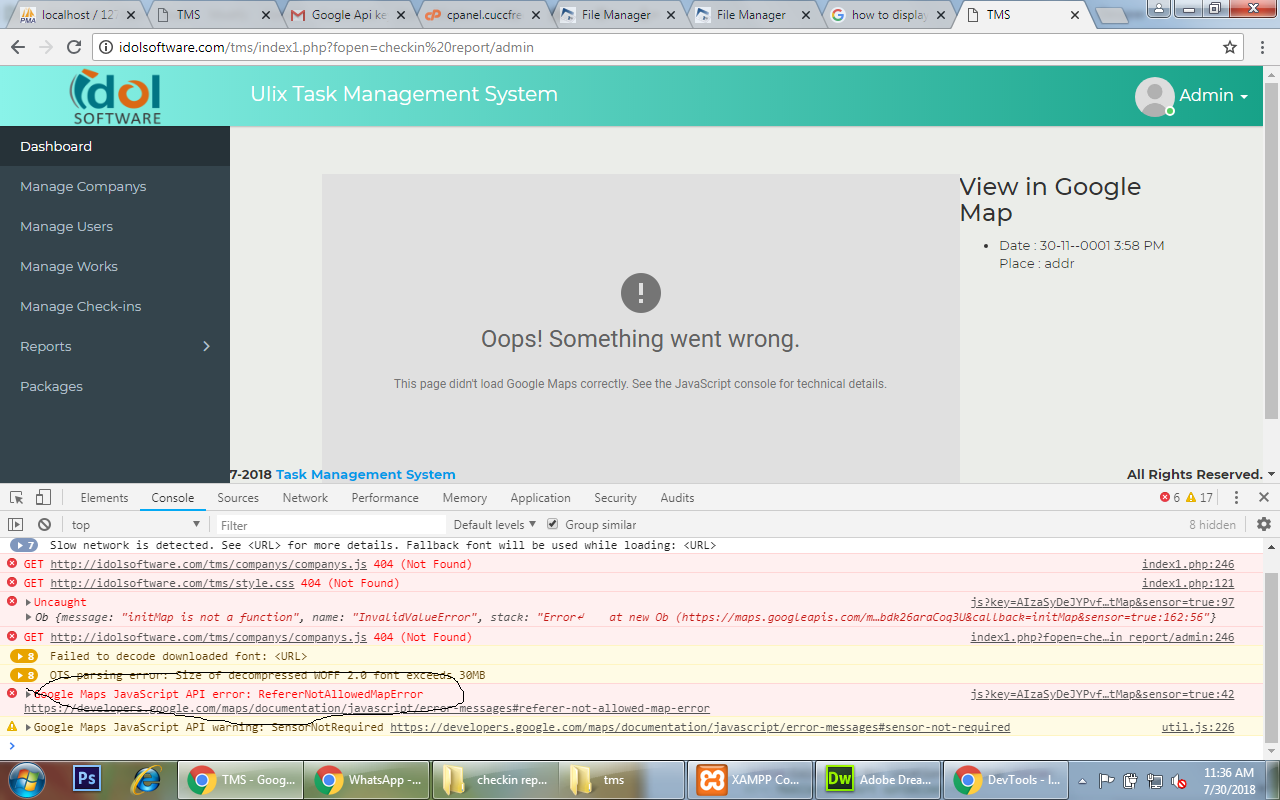 localhost / 127
TMS
Google Api ke
cpanel.cuccfre
File Manager
File Manager
how to display
TMS
idolsoftware.com/tms/index1.php?fopen=checkin%20report/admin
idol
SOFTWARE
Ulix Task Management System
Admin
Dashboard
Manage Companys
Manage Users
Manage Works
Manage Check-ins
Reports
Packages
Oops! Something went wrong.
This page didn't load Google Maps correctly. See the JavaScript console for technical details.
View in Google
Map
Date : 30-11--0001 3:58 PM
Place : addr
7-2018 Task Management System
All Rights Reserved.
Elements Console Sources Network Performance Memory Application Security Audits 6 17
top Filter Default levels Group similar 8 hidden
7 Slow network is detected. See <URL> for more details. Fallback font will be used while loading: <URL>
GET http://idolsoftware.com/tms/companys/companys.js 404 (Not Found) index1.php:246
GET http://idolsoftware.com/tms/style.css 404 (Not Found) index1.php:121
Uncaught js?key=AIzaSyDeJYPvf…tMap&sensor=true:97
Ob {message: "initMap is not a function", name: "InvalidValueError", stack: "Error↵ at new Ob (https://maps.googleapis.com/m…bdk26araCoq3U&callback=initMap&sensor=true:162:56"}
GET http://idolsoftware.com/tms/companys/companys.js 404 (Not Found) index1.php?fopen=che…in report/admin:246
8 Failed to decode downloaded font: <URL>
8 OTS parsing error: Size of decompressed WOFF 2.0 font exceeds 30MB
Google Maps JavaScript API error: RefererNotAllowedMapError js?key=AIzaSyDeJYPvf…tMap&sensor=true:42
https://developers.google.com/maps/documentation/javascript/error-messages#referer-not-allowed-map-error
Google Maps JavaScript API warning: SensorNotRequired https://developers.google.com/maps/documentation/javascript/error-messages#sensor-not-required util.js:226
Ps
TMS - Goog...
WhatsApp -...
checkin rep...
tms
XAMPP Co...
Dw
Adobe Drea...
DevTools - I...
11:36 AM
7/30/2018